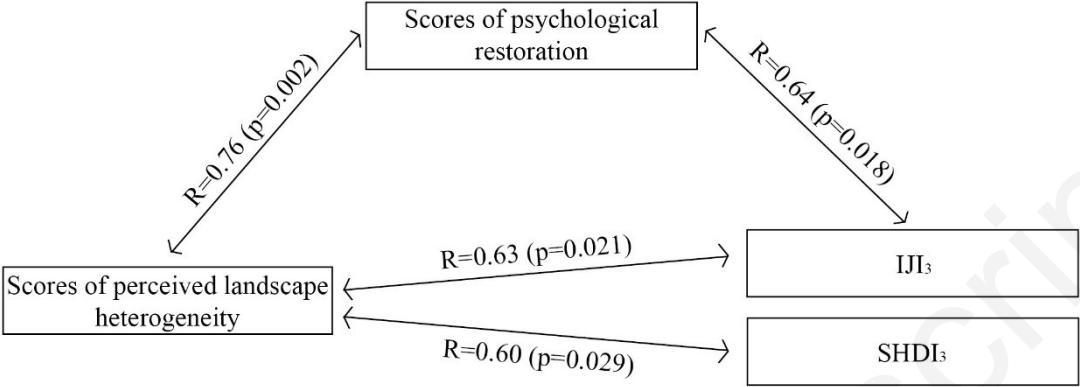 Scores of psychological
restoration
R=0.76 (p=0.002)
R=0.64 (p=0.018)
R=0.63 (p=0.021)
IJI₃
Scores of perceived landscape
heterogeneity
R=0.60 (p=0.029)
SHDI₃